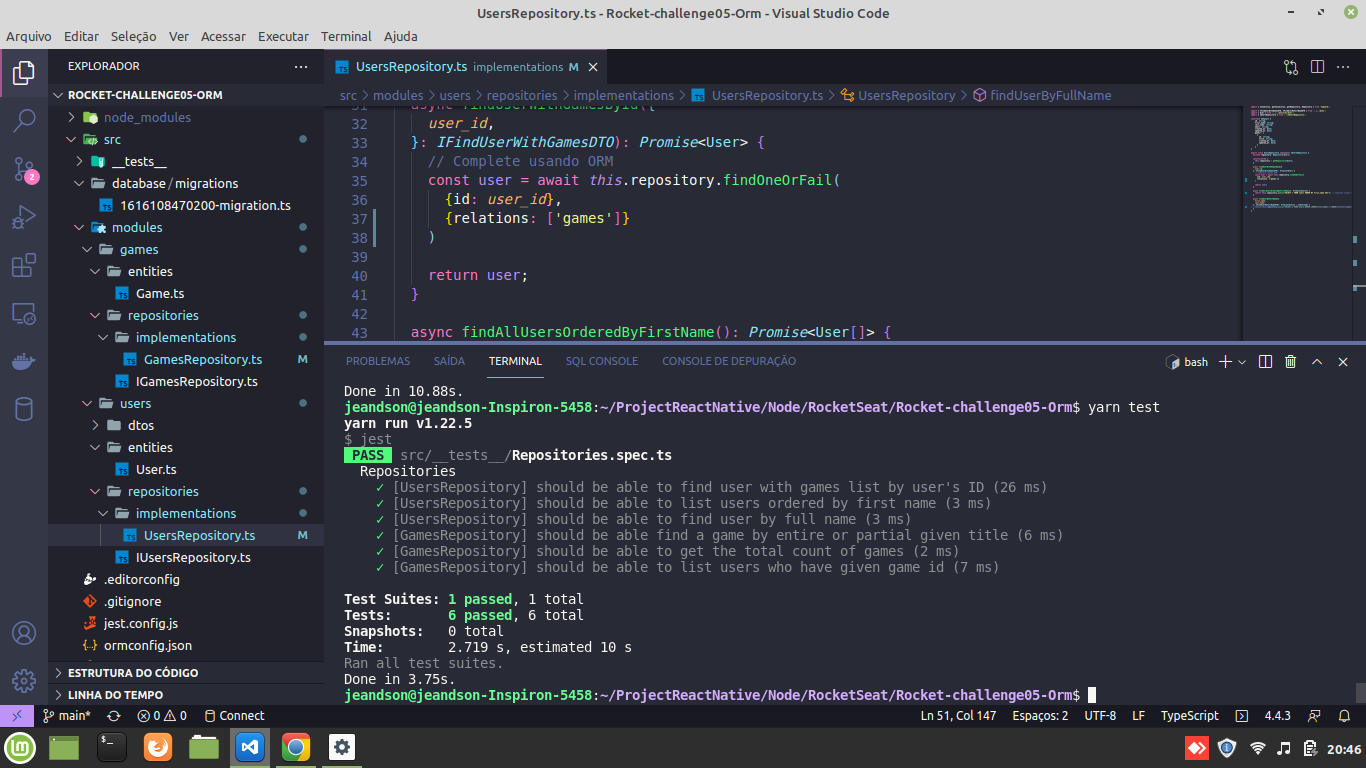 UsersRepository.ts - Rocket-challenge05-Orm - Visual Studio Code
Arquivo Editar Seleção Ver Acessar Executar Terminal Ajuda
EXPLORADOR
ROCKET-CHALLENGE05-ORM
node_modules
src
__tests__
database/migrations
1616108470200-migration.ts
modules
games
entities
Game.ts
repositories
implementations
GamesRepository.ts M
IGamesRepository.ts
users
dtos
entities
User.ts
repositories
implementations
UsersRepository.ts M
IUsersRepository.ts
.editorconfig
.gitignore
jest.config.js
ormconfig.json
ESTRUTURA DO CÓDIGO
LINHA DO TEMPO
2
UsersRepository.ts implementations M
src > modules > users > repositories > implementations > UsersRepository.ts > UsersRepository > findUserByFullName
31 async findUserWithGamesById({
32 user_id,
33 }: IFindUserWithGamesDTO): Promise<User> {
34 // Complete usando ORM
35 const user = await this.repository.findOneOrFail(
36 {id: user_id},
37 {relations: ['games']}
38 )
39
40 return user;
41 }
42
43 async findAllUsersOrderedByFirstName(): Promise<User[]> {
PROBLEMAS SAÍDA TERMINAL SQL CONSOLE CONSOLE DE DEPURAÇÃO
bash
Done in 10.88s.
jeandson@jeandson-Inspiron-5458:~/ProjectReactNative/Node/RocketSeat/Rocket-challenge05-Orm$ yarn test
yarn run v1.22.5
$ jest
PASS src/__tests__/Repositories.spec.ts
Repositories
✓ [UsersRepository] should be able to find user with games list by user's ID (26 ms)
✓ [UsersRepository] should be able to list users ordered by first name (3 ms)
✓ [UsersRepository] should be able to find user by full name (3 ms)
✓ [GamesRepository] should be able find a game by entire or partial given title (6 ms)
✓ [GamesRepository] should be able to get the total count of games (2 ms)
✓ [GamesRepository] should be able to list users who have given game id (7 ms)
Test Suites: 1 passed, 1 total
Tests: 6 passed, 6 total
Snapshots: 0 total
Time: 2.719 s, estimated 10 s
Ran all test suites.
Done in 3.75s.
jeandson@jeandson-Inspiron-5458:~/ProjectReactNative/Node/RocketSeat/Rocket-challenge05-Orm$
main* 0 0 Connect
Ln 51, Col 147 Espaços: 2 UTF-8 LF TypeScript 4.4.3
20:46